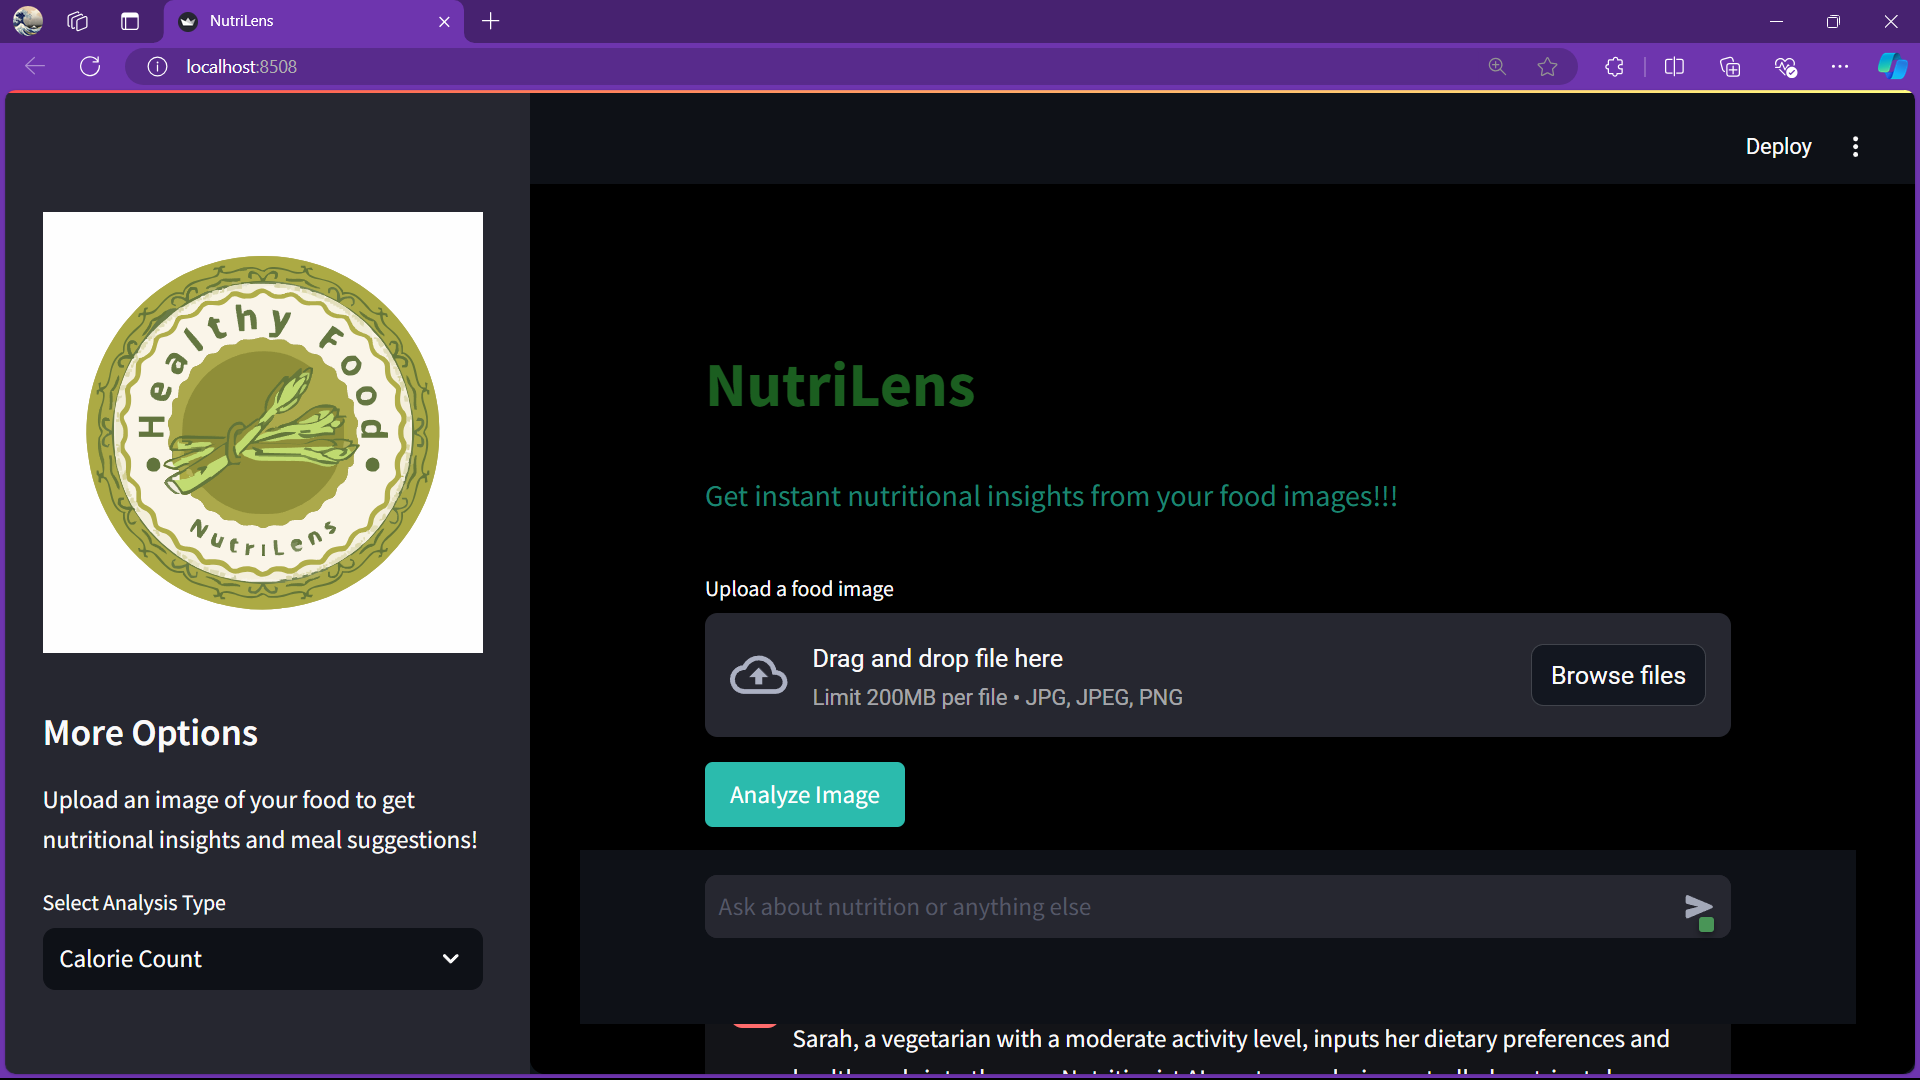 NutriLens
localhost:8508
Deploy
Healthy Food
NutriLens
More Options
Upload an image of your food to get
nutritional insights and meal suggestions!
Select Analysis Type
Calorie Count
NutriLens
Get instant nutritional insights from your food images!!!
Upload a food image
Drag and drop file here
Limit 200MB per file • JPG, JPEG, PNG
Browse files
Analyze Image
Ask about nutrition or anything else
Sarah, a vegetarian with a moderate activity level, inputs her dietary preferences and